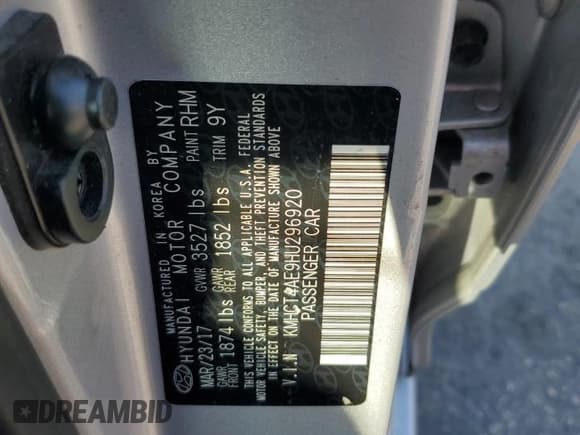 MANUFACTURED IN KOREA BY
HYUNDAI MOTOR COMPANY
MAR/23/17 GVWR 3527 lbs PAINT RHM
GAWR FRONT 1874 lbs GAWR REAR 1852 lbs TRIM 9Y
THIS VEHICLE CONFORMS TO ALL APPLICABLE U.S.A. FEDERAL
MOTOR VEHICLE SAFETY, BUMPER, AND THEFT PREVENTION STANDARDS
IN EFFECT ON THE DATE OF MANUFACTURE SHOWN ABOVE
V.I.N KMHCT4AE9HU296920
PASSENGER CAR
DREAMBID